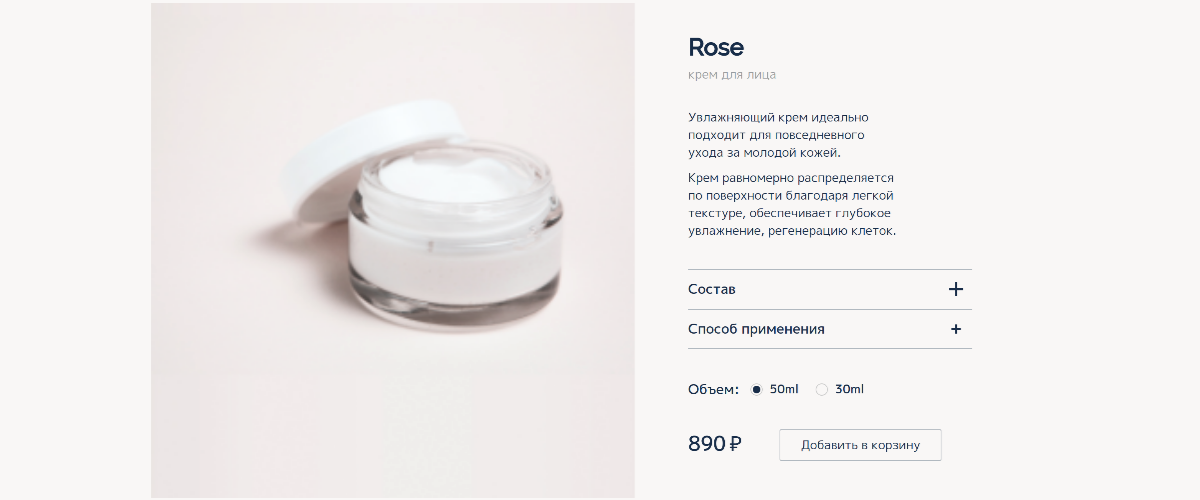 Rose
крем для лица
Увлажняющий крем идеально
подходит для повседневного
ухода за молодой кожей.
Крем равномерно распределяется
по поверхности благодаря легкой
текстуре, обеспечивает глубокое
увлажнение, регенерацию клеток.
Состав +
Способ применения +
Объем: 50ml 30ml
890 ₽ Добавить в корзину